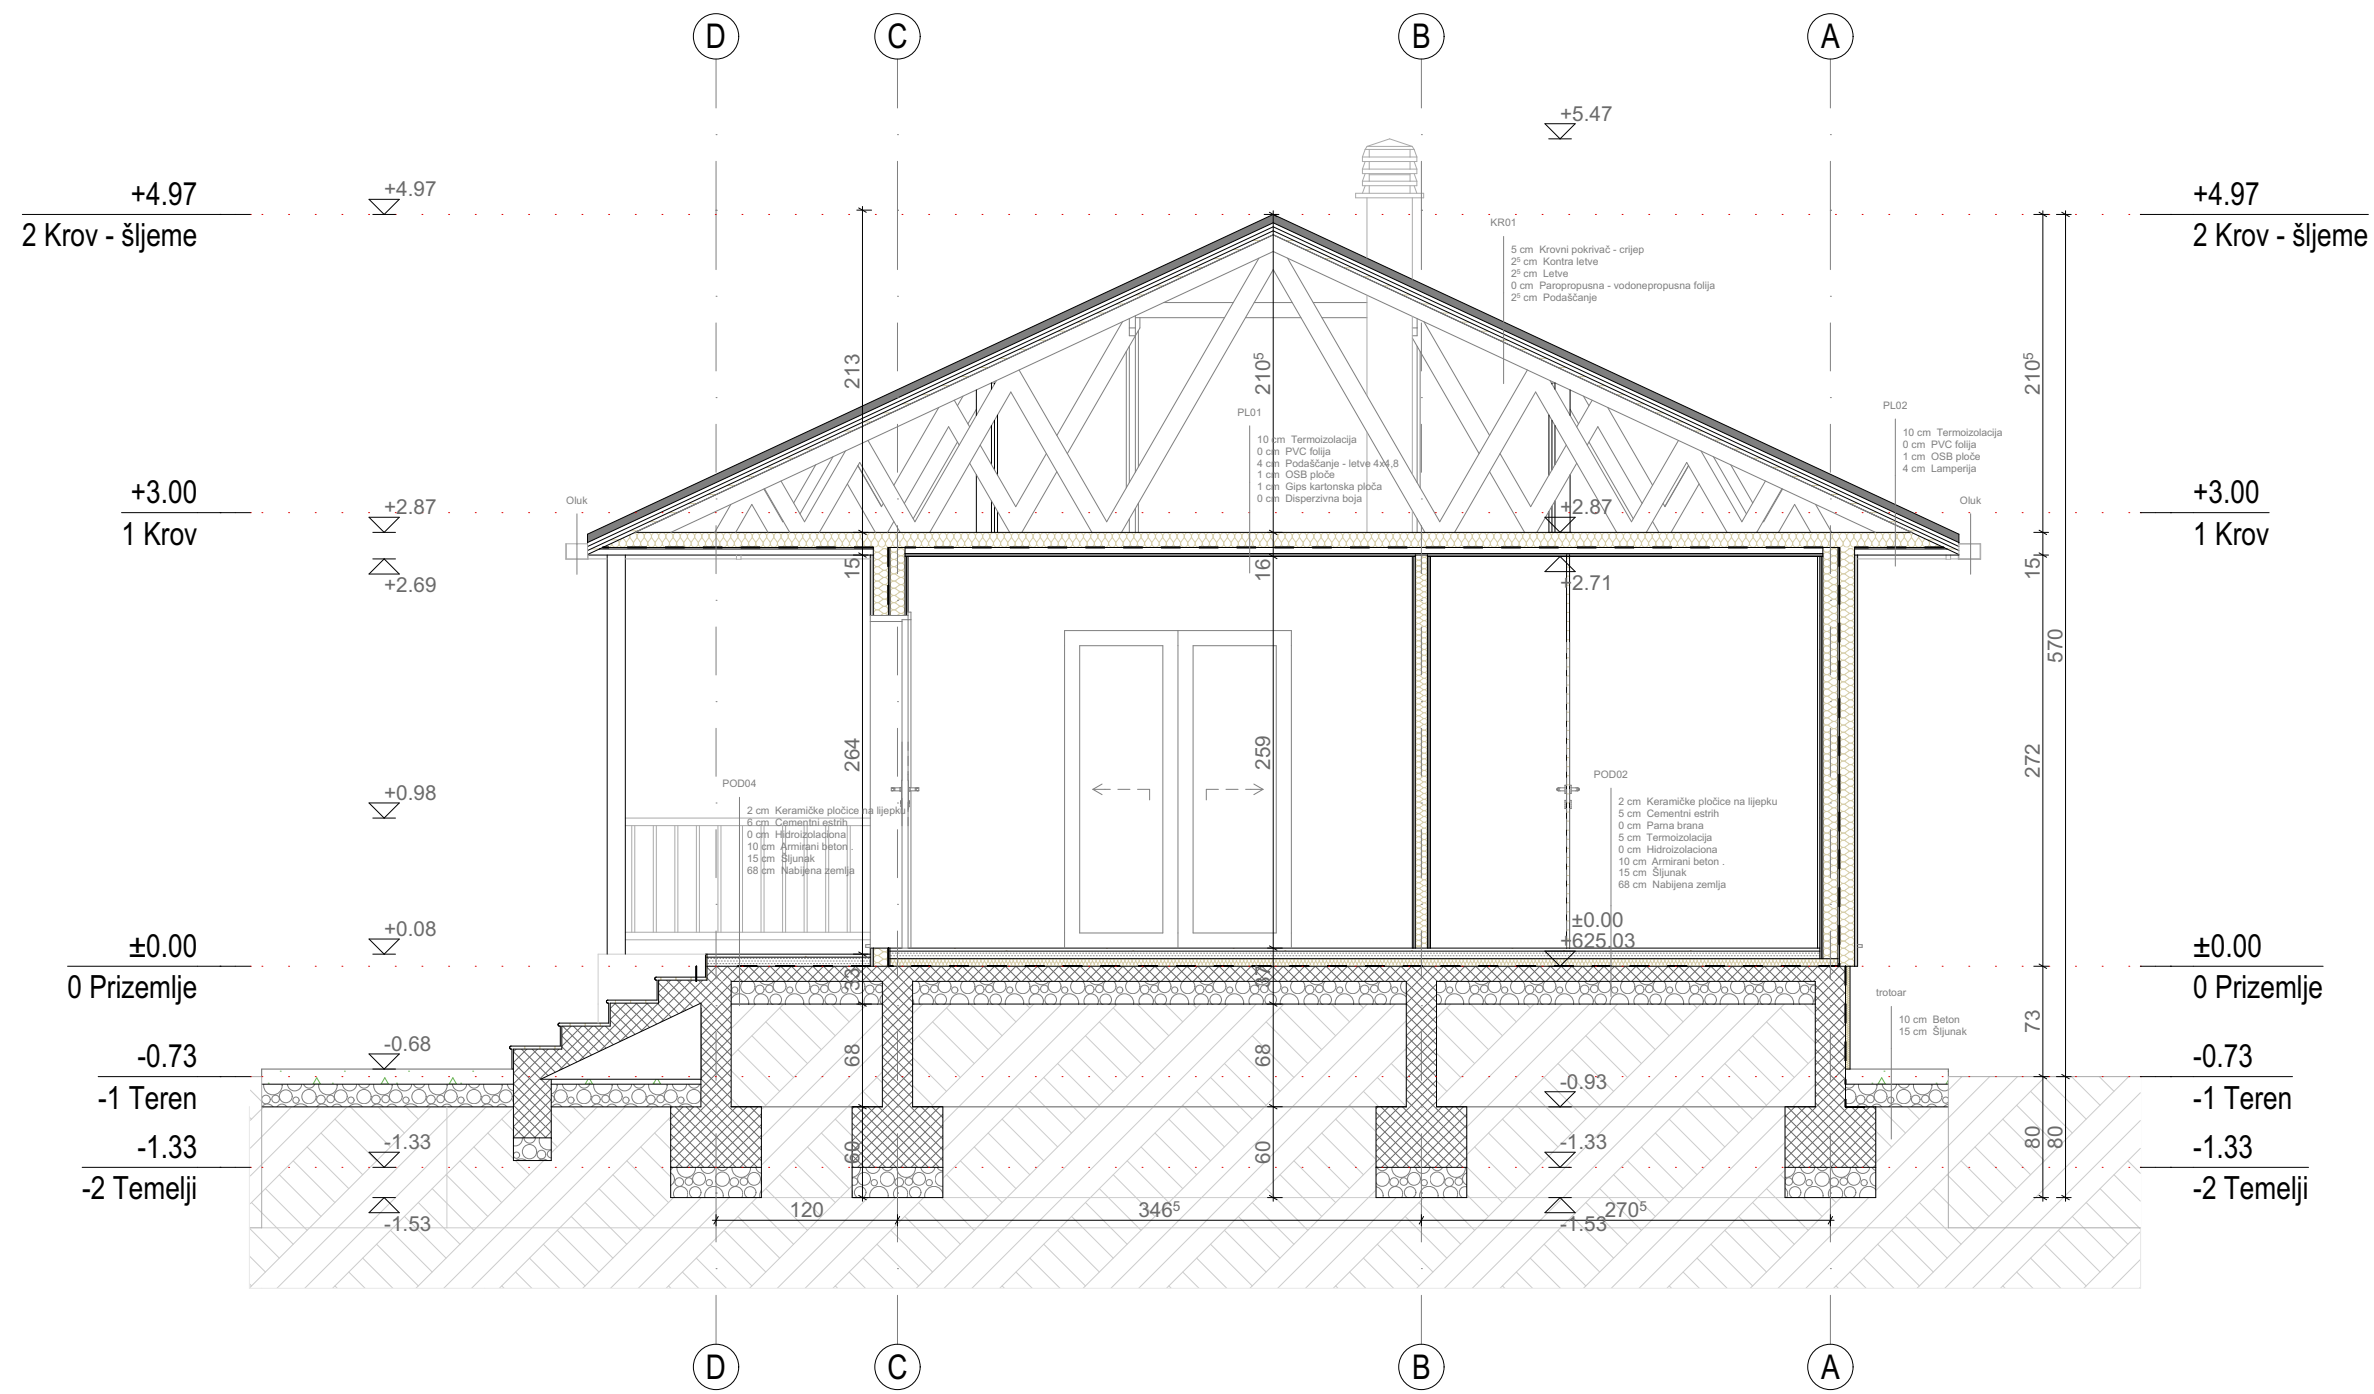 D C B A
+5.47
+4.97
2 Krov - šljeme
+4.97
+4.97
2 Krov - šljeme
KR01
5 cm Krovni pokrivač - crijep
2⁵ cm Kontra letve
2⁵ cm Letve
0 cm Paropropusna - vodonepropusna folija
2⁵ cm Podaščanje
213
210⁵
210⁵
PL01
10 cm Termoizolacija
0 cm PVC folija
4 cm Podaščanje - letve 4x4,8
1 cm OSB ploče
1 cm Gips kartonska ploča
0 cm Disperzivna boja
PL02
10 cm Termoizolacija
0 cm PVC folija
1 cm OSB ploče
4 cm Lamperija
+3.00
1 Krov
+2.87
+2.69
Oluk
+2.87
+2.71
Oluk
+3.00
1 Krov
15
16
15
570
264
259
272
POD04
2 cm Keramičke pločice na lijepku
6 cm Cementni estrih
0 cm Hidroizolaciona
10 cm Armirani beton .
15 cm Šljunak
68 cm Nabijena zemlja
POD02
2 cm Keramičke pločice na lijepku
5 cm Cementni estrih
0 cm Parna brana
5 cm Termoizolacija
0 cm Hidroizolaciona
10 cm Armirani beton .
15 cm Šljunak
68 cm Nabijena zemlja
+0.98
+0.08
±0.00
+625.03
±0.00
0 Prizemlje
±0.00
0 Prizemlje
33
37
73
trotoar
10 cm Beton
15 cm Šljunak
-0.68
-0.73
-1 Teren
68
68
-0.93
-0.73
-1 Teren
-1.33
-2 Temelji
-1.33
-1.53
60
60
-1.33
-1.53
80
80
-1.33
-2 Temelji
120
346⁵
270⁵
D C B A